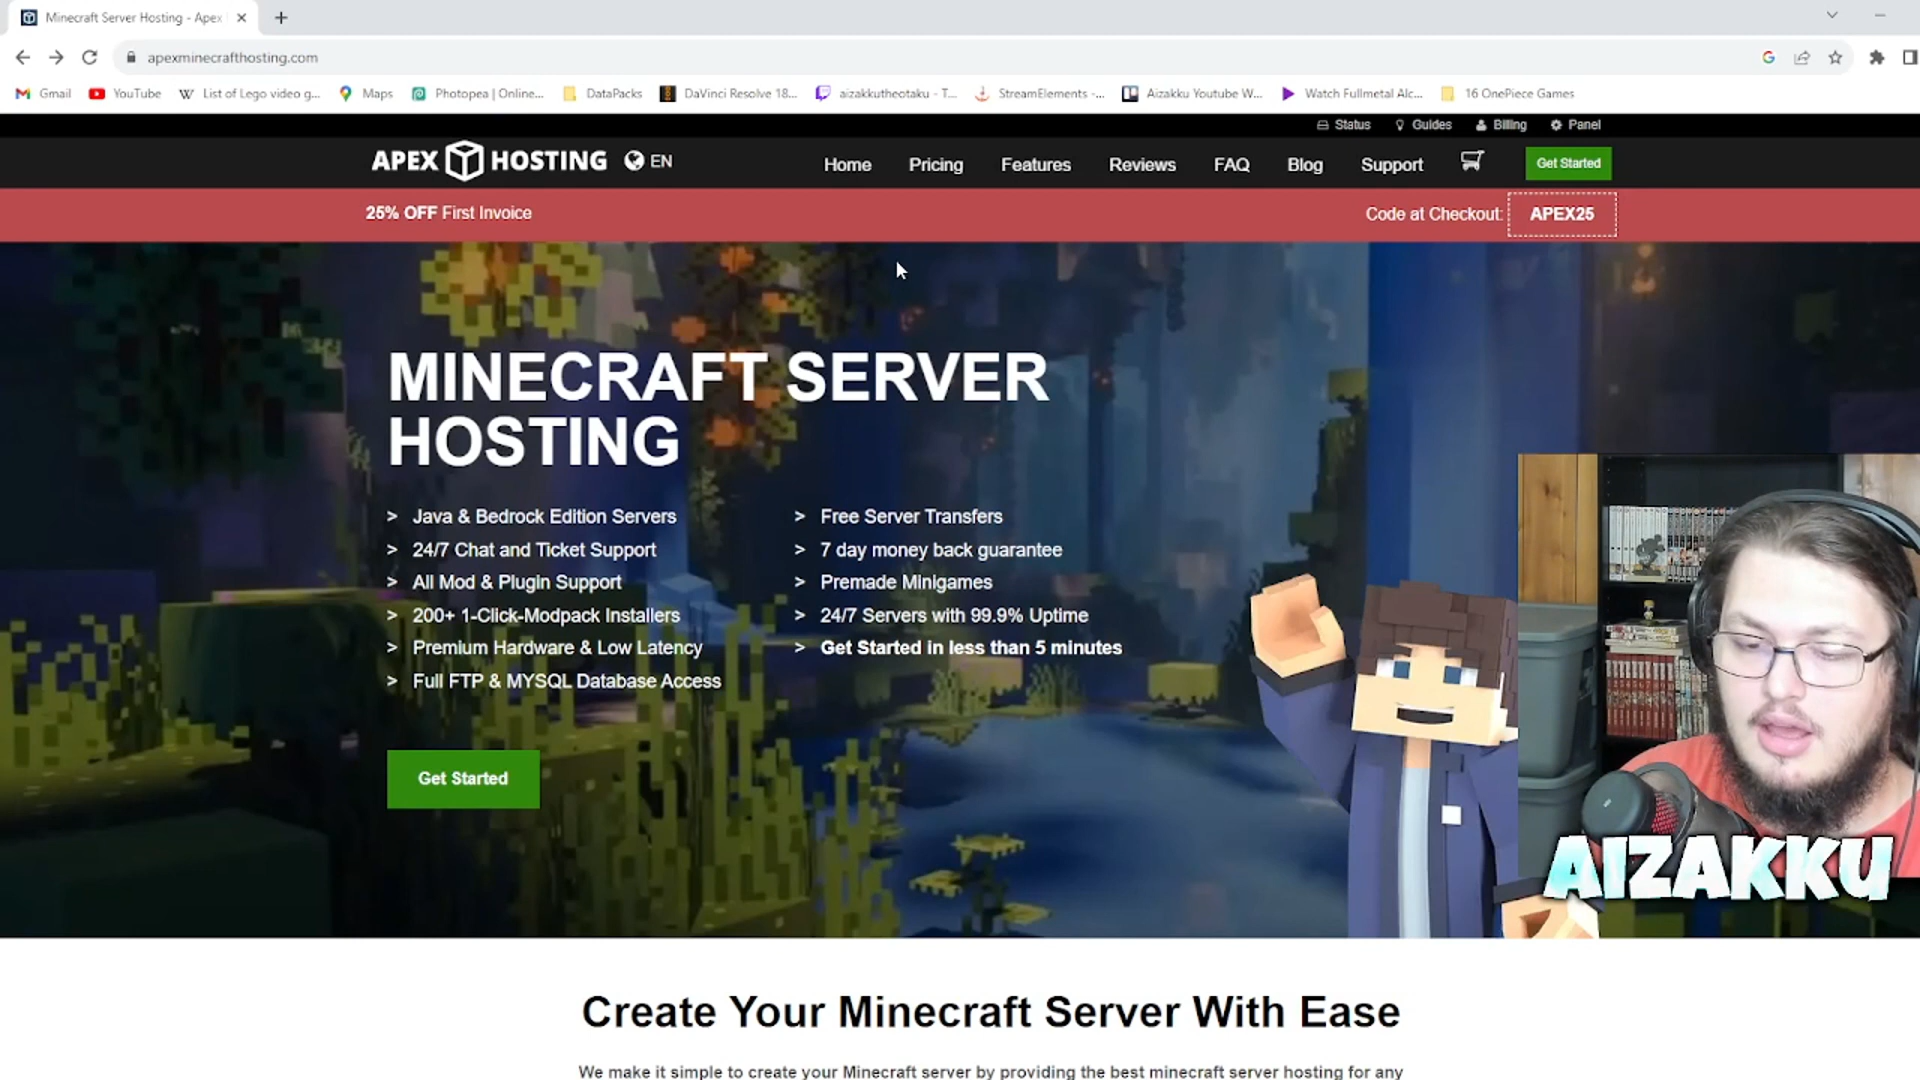 Minecraft Server Hosting - Apex
apexminecrafthosting.com
Gmail
YouTube
List of Lego video g...
Maps
Photopea | Online...
DataPacks
DaVinci Resolve 18...
aizakkutheotaku - T...
StreamElements -...
Aizakku Youtube W...
Watch Fullmetal Alc...
16 OnePiece Games
Status
Guides
Billing
Panel
APEX HOSTING
EN
Home
Pricing
Features
Reviews
FAQ
Blog
Support
Get Started
25% OFF First Invoice
Code at Checkout: APEX25
MINECRAFT SERVER
HOSTING
> Java & Bedrock Edition Servers
> 24/7 Chat and Ticket Support
> All Mod & Plugin Support
> 200+ 1-Click-Modpack Installers
> Premium Hardware & Low Latency
> Full FTP & MYSQL Database Access
> Free Server Transfers
> 7 day money back guarantee
> Premade Minigames
> 24/7 Servers with 99.9% Uptime
> Get Started in less than 5 minutes
Get Started
AIZAKKU
Create Your Minecraft Server With Ease
We make it simple to create your Minecraft server by providing the best minecraft server hosting for any